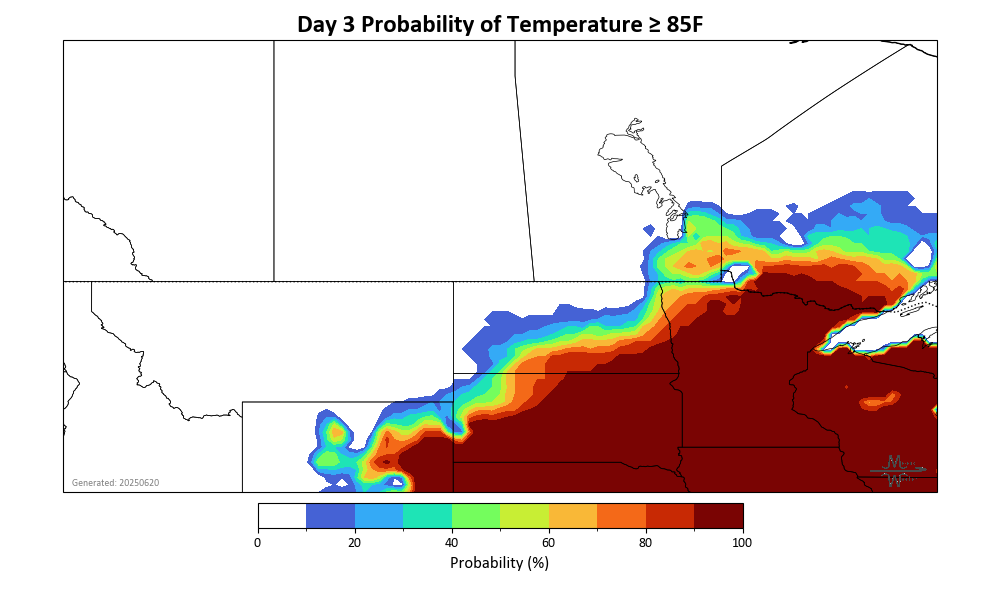 Day 3 Probability of Temperature ≥ 85F
Generated: 20250620
0 20 40 60 80 100
Probability (%)